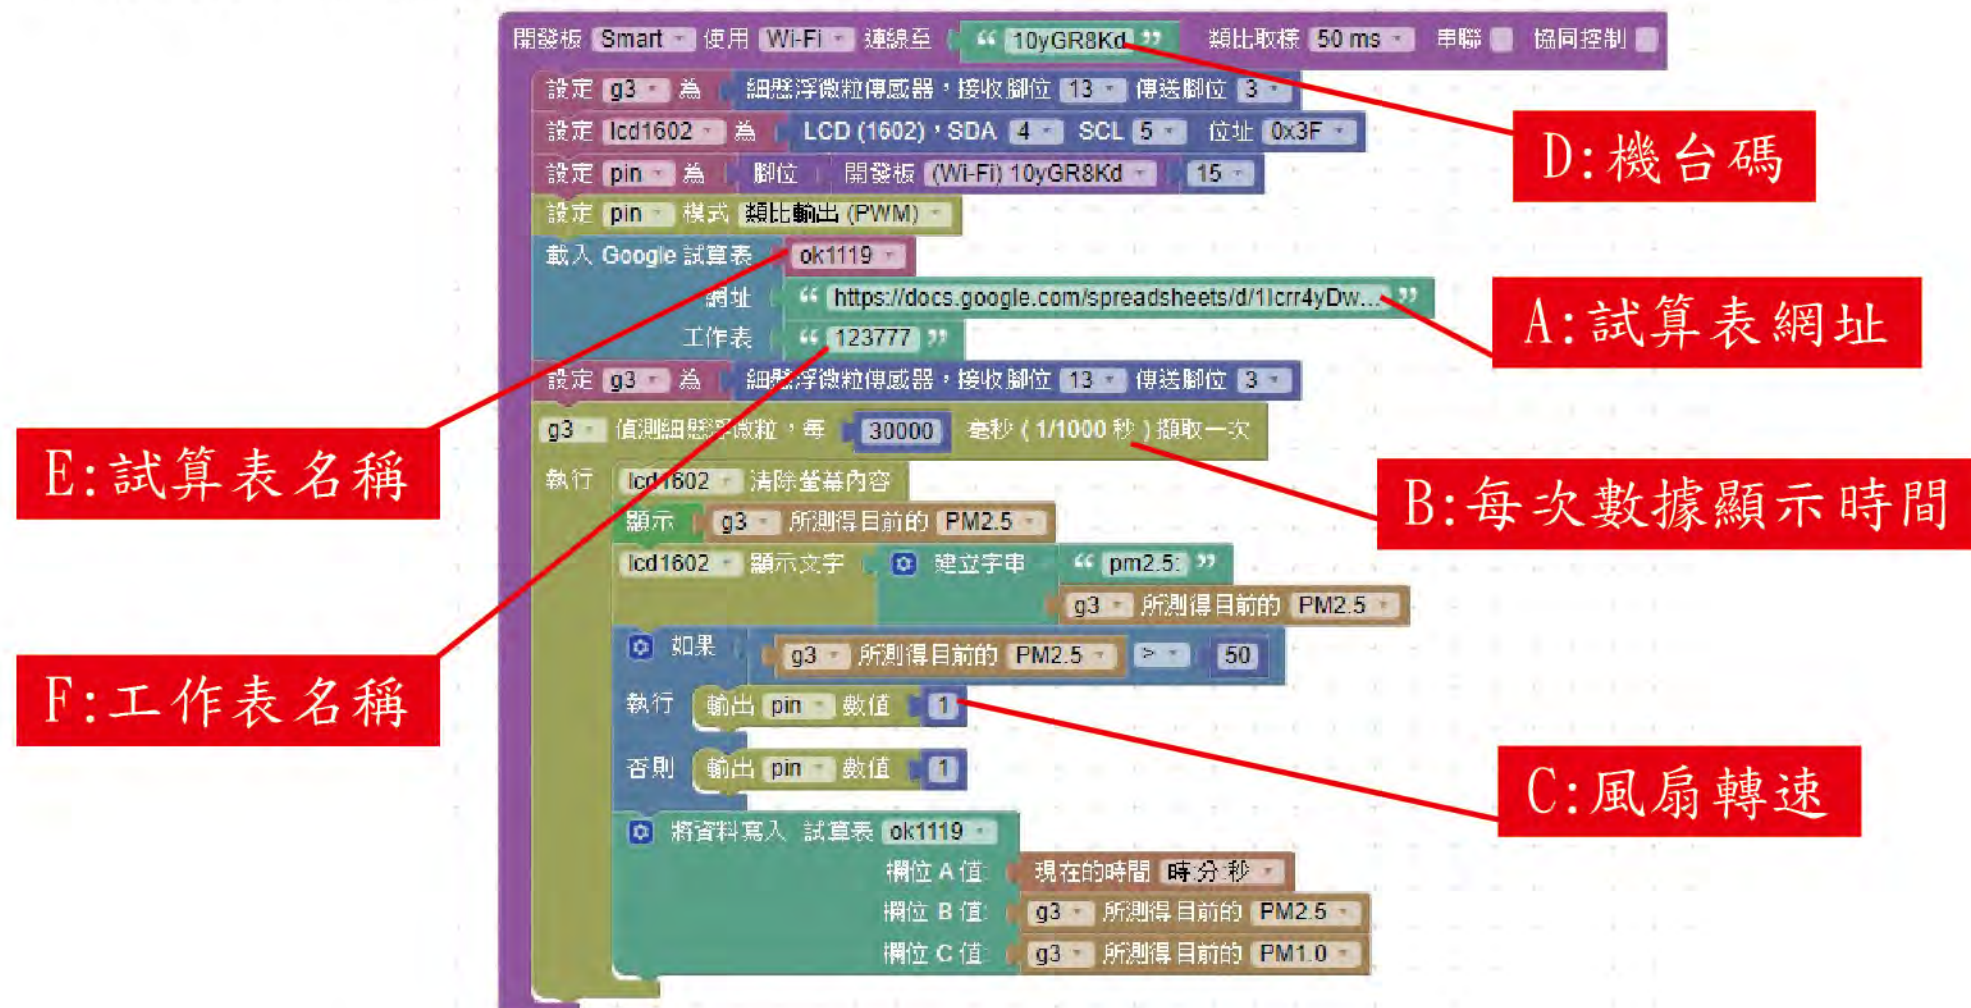 開發板 Smart 使用 Wi-Fi 連線至 “ 10yGR8Kd ” 類比取樣 50 ms 串聯 協同控制
設定 g3 為 細懸浮微粒傳感器，接收腳位 13 傳送腳位 3
設定 lcd1602 為 LCD (1602)，SDA 4 SCL 5 位址 0x3F
設定 pin 為 腳位 開發板 (Wi-Fi) 10yGR8Kd 15
D:機台碼
設定 pin 模式 類比輸出 (PWM)
載入 Google 試算表 ok1119
網址 “ https://docs.google.com/spreadsheets/d/1Icrr4yDw... ”
A:試算表網址
工作表 “ 123777 ”
設定 g3 為 細懸浮微粒傳感器，接收腳位 13 傳送腳位 3
g3 偵測細懸浮微粒，每 30000 毫秒 ( 1/1000 秒 ) 擷取一次
E:試算表名稱
執行 lcd1602 清除螢幕內容
B:每次數據顯示時間
顯示 g3 所測得目前的 PM2.5
lcd1602 顯示文字 建立字串 “ pm2.5: ”
g3 所測得目前的 PM2.5
如果 g3 所測得目前的 PM2.5 > 50
F:工作表名稱
執行 輸出 pin 數值 1
否則 輸出 pin 數值 1
C:風扇轉速
將資料寫入 試算表 ok1119
欄位 A 值: 現在的時間 時:分:秒
欄位 B 值: g3 所測得目前的 PM2.5
欄位 C 值: g3 所測得目前的 PM1.0